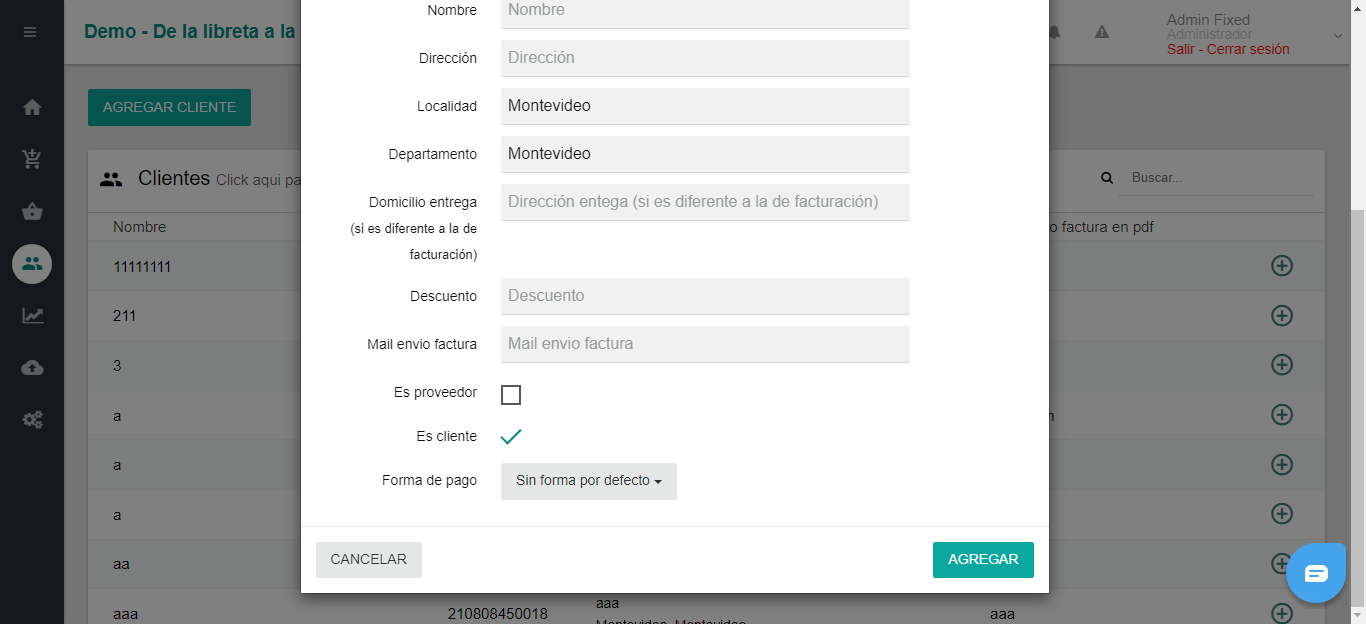 Demo - De la libreta a la
Admin Fixed
Administrador
Salir - Cerrar sesión
AGREGAR CLIENTE
Clientes Click aqui pa
Buscar...
Nombre
o factura en pdf
11111111
211
3
a
a
a
aa
aaa
210808450018
aaa
Montevideo, Montevideo
aaa
Nombre
Nombre
Dirección
Dirección
Localidad
Montevideo
Departamento
Montevideo
Domicilio entrega
(si es diferente a la de
facturación)
Dirección entega (si es diferente a la de facturación)
Descuento
Descuento
Mail envio factura
Mail envio factura
Es proveedor
Es cliente
Forma de pago
Sin forma por defecto
CANCELAR
AGREGAR